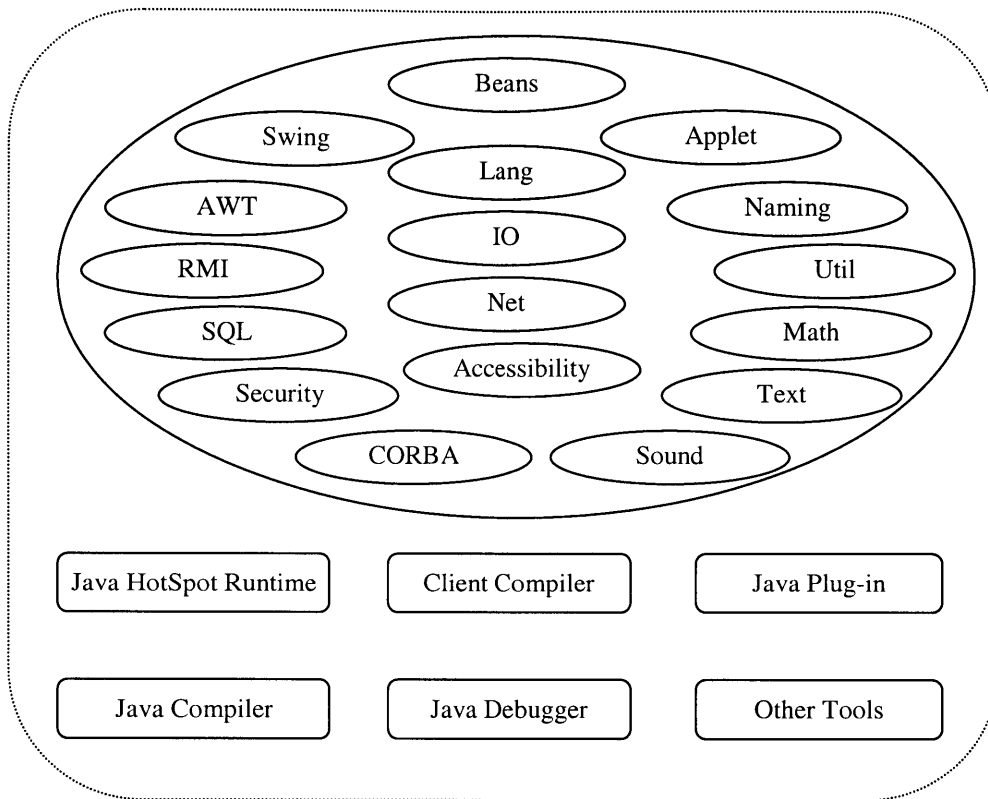 Beans
Swing
Applet
Lang
AWT
Naming
IO
RMI
Util
Net
SQL
Math
Accessibility
Security
Text
CORBA
Sound
Java HotSpot Runtime
Client Compiler
Java Plug-in
Java Compiler
Java Debugger
Other Tools